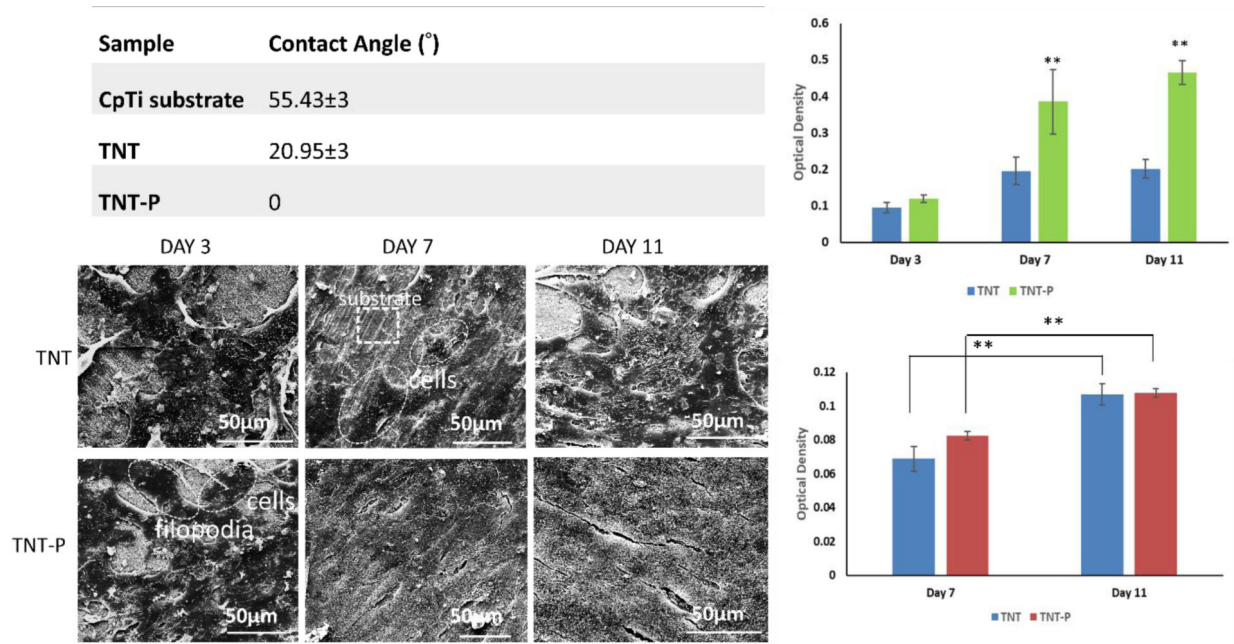 Sample Contact Angle (°)
CpTi substrate 55.43±3
TNT 20.95±3
TNT-P 0
DAY 3 DAY 7 DAY 11
TNT
substrate
cells
50µm 50µm 50µm
TNT-P
cells
filopodia
50µm 50µm 50µm
0.6
0.5
0.4
0.3
0.2
0.1
0
Optical Density
** **
Day 3 Day 7 Day 11
TNT TNT-P
**
**
0.12
0.1
0.08
0.06
0.04
0.02
0
Optical Density
Day 7 Day 11
TNT TNT-P